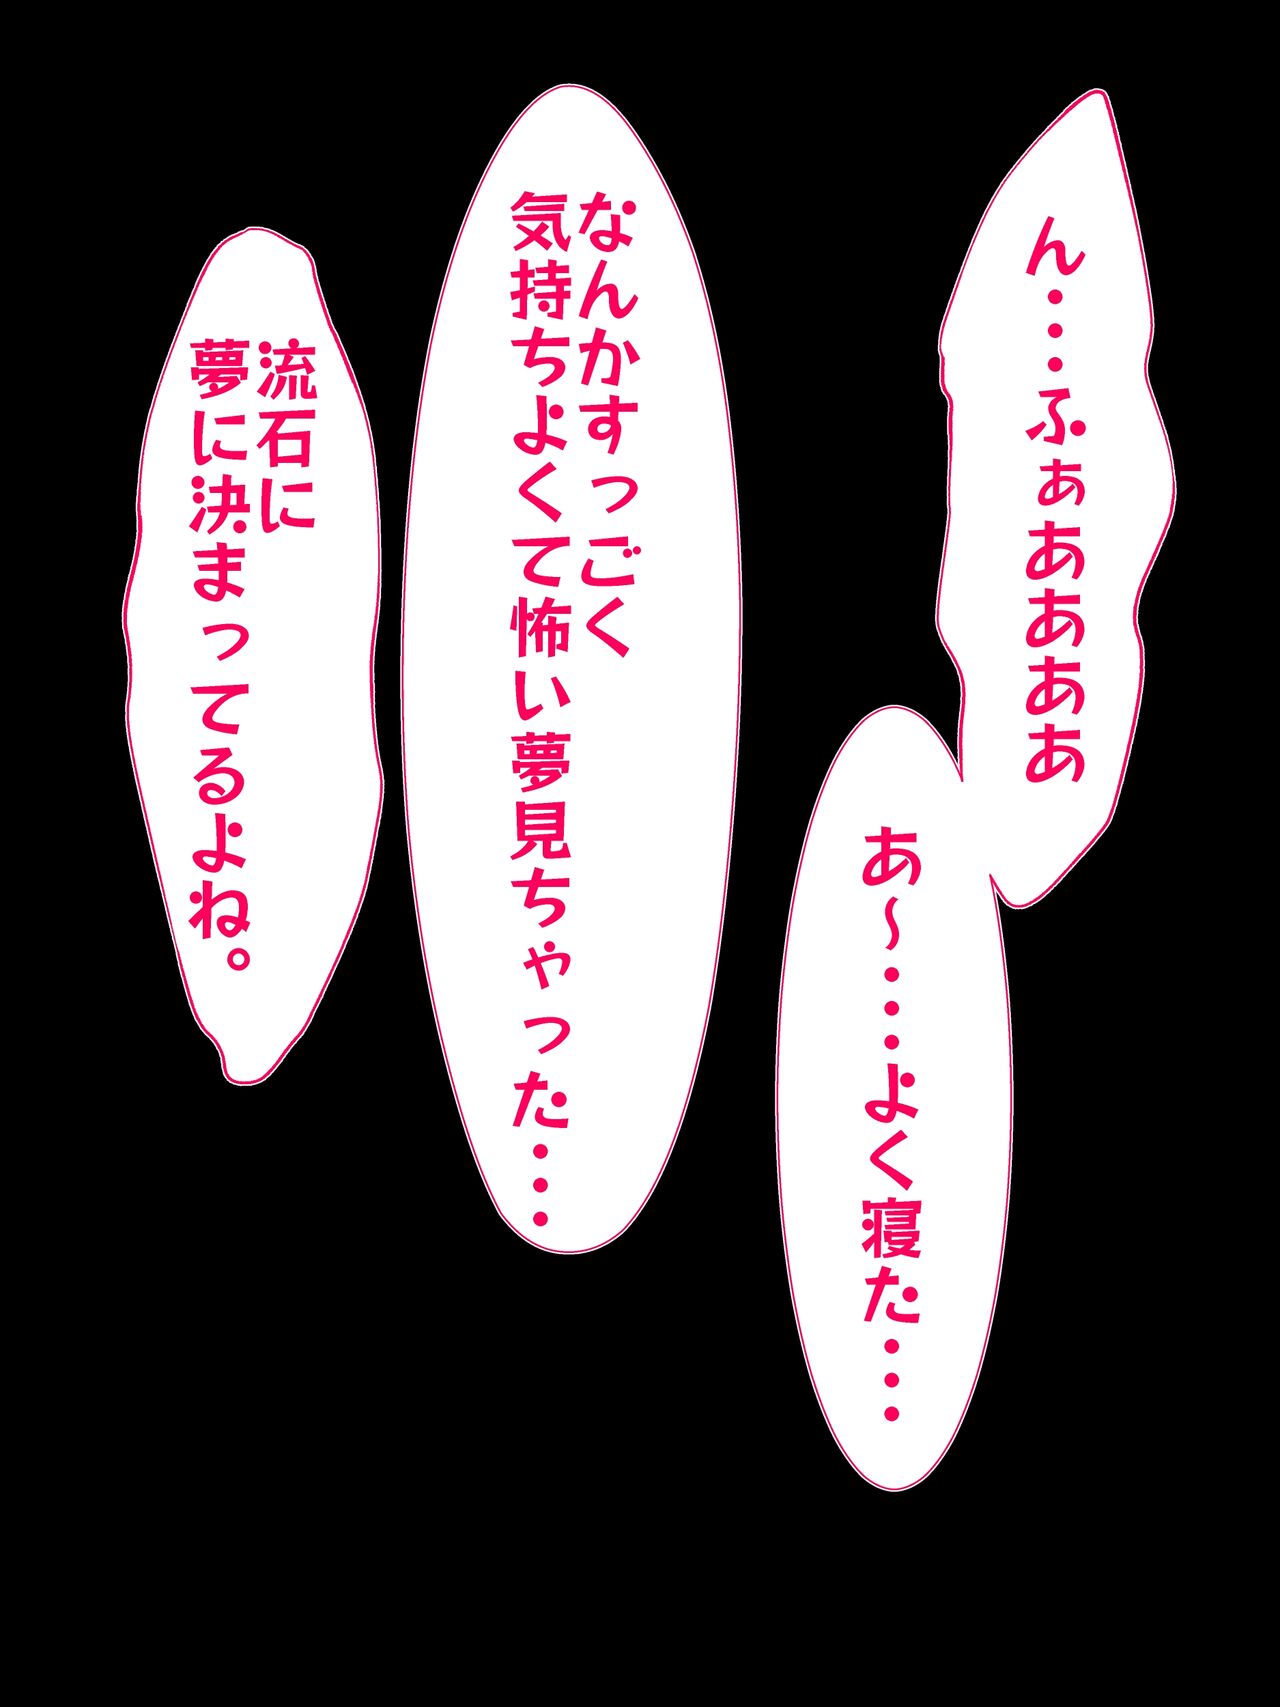 ん・・・ふぁああああ
あ～・・・よく寝た・・・
なんかすっごく
気持ちよくて怖い夢見ちゃった・・・
流石に
夢に決まってるよね。